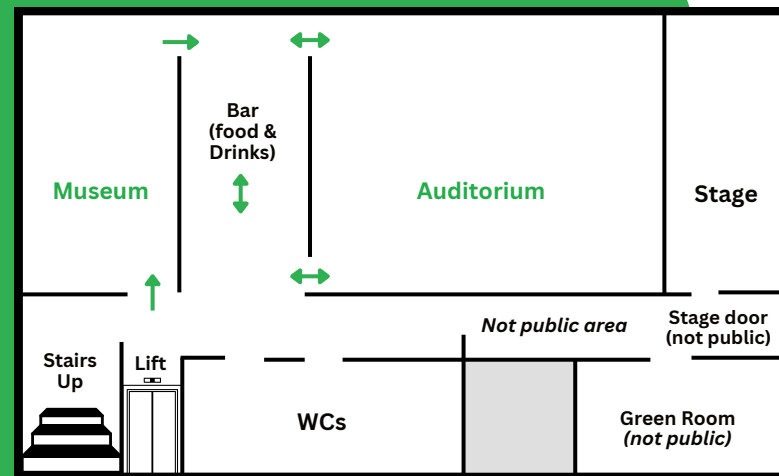 Bar
(food &
Drinks)
Museum
Auditorium
Stage
Not public area
Stage door
(not public)
Stairs
Up
Lift
WCs
Green Room
(not public)